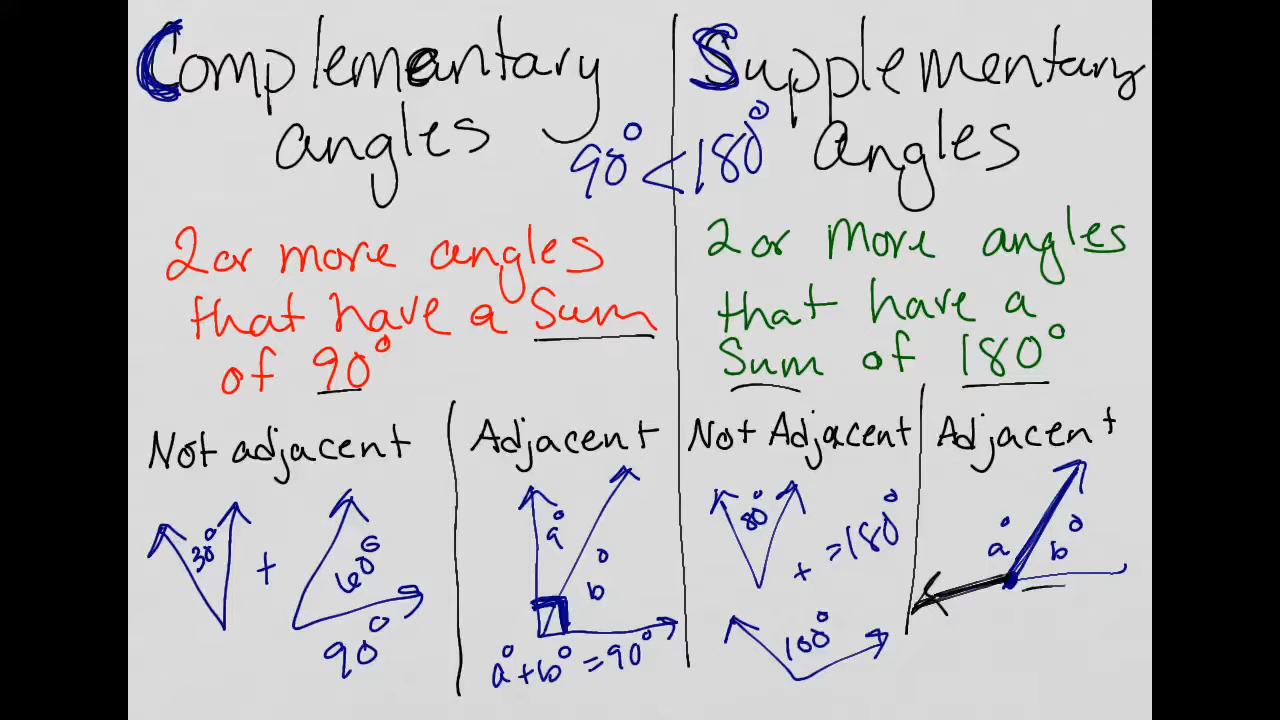 Complementary
angles
Supplementary
Angles
90° < 180°
2 or more angles
that have a Sum
of 90°
2 or more angles
that have a
Sum of 180°
Not adjacent
Adjacent
Not Adjacent
Adjacent
30°
+
60°
90°
a°
b°
a° + b° = 90°
80°
+
= 180°
100°
a°
b°